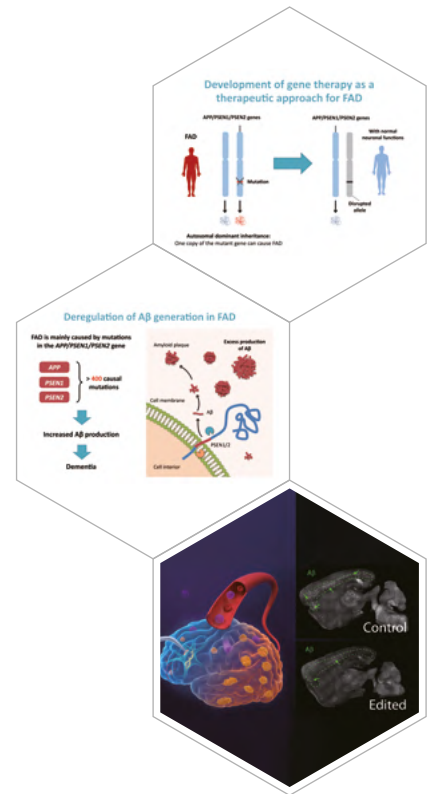 Development of gene therapy as a
therapeutic approach for FAD
APP/PSEN1/PSEN2 genes
APP/PSEN1/PSEN2 genes
FAD
With normal
neuronal functions
Mutation
Disrupted
allele
Autosomal dominant inheritance:
One copy of the mutant gene can cause FAD
Deregulation of Aβ generation in FAD
FAD is mainly caused by mutations
in the APP/PSEN1/PSEN2 gene
APP
PSEN1
PSEN2
> 400 causal
mutations
Increased Aβ production
Dementia
Amyloid plaque
Excess production
of Aβ
Cell membrane
Aβ
PSEN1/2
Cell interior
Aβ
Control
Aβ
Edited